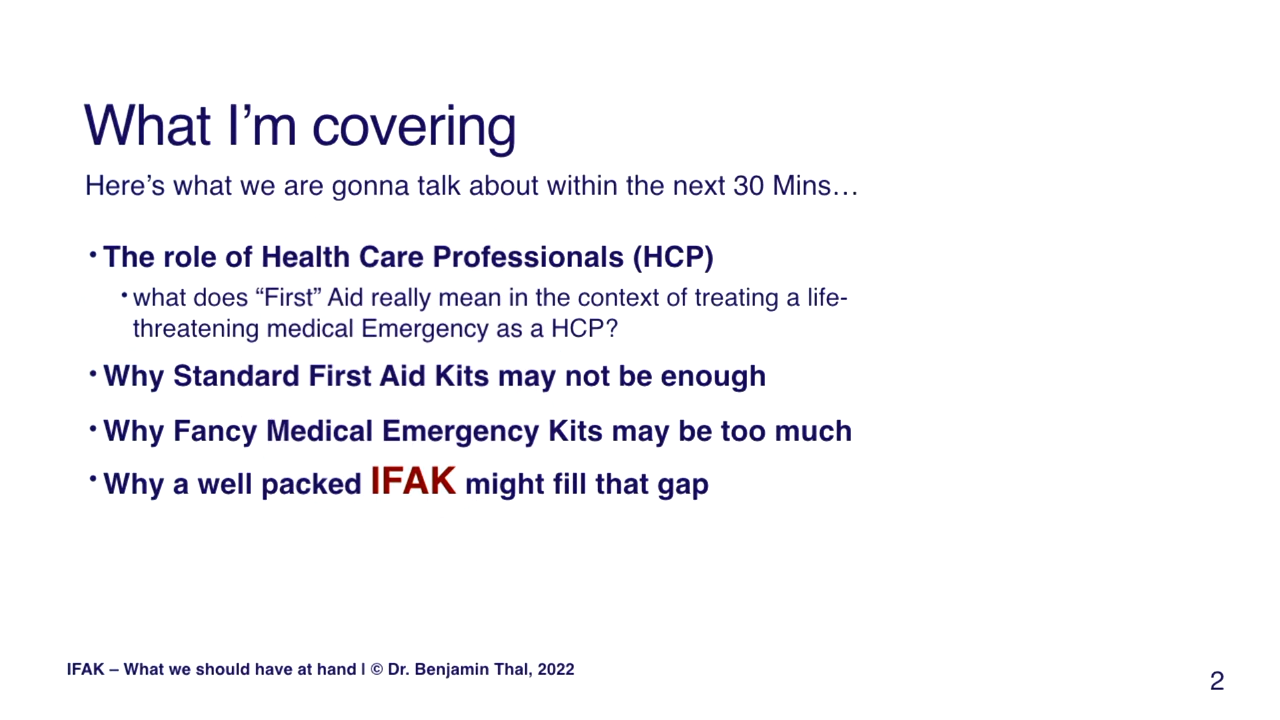 What I’m covering
Here’s what we are gonna talk about within the next 30 Mins…
• The role of Health Care Professionals (HCP)
• what does “First” Aid really mean in the context of treating a life-
threatening medical Emergency as a HCP?
• Why Standard First Aid Kits may not be enough
• Why Fancy Medical Emergency Kits may be too much
• Why a well packed IFAK might fill that gap
IFAK – What we should have at hand I © Dr. Benjamin Thal, 2022
2